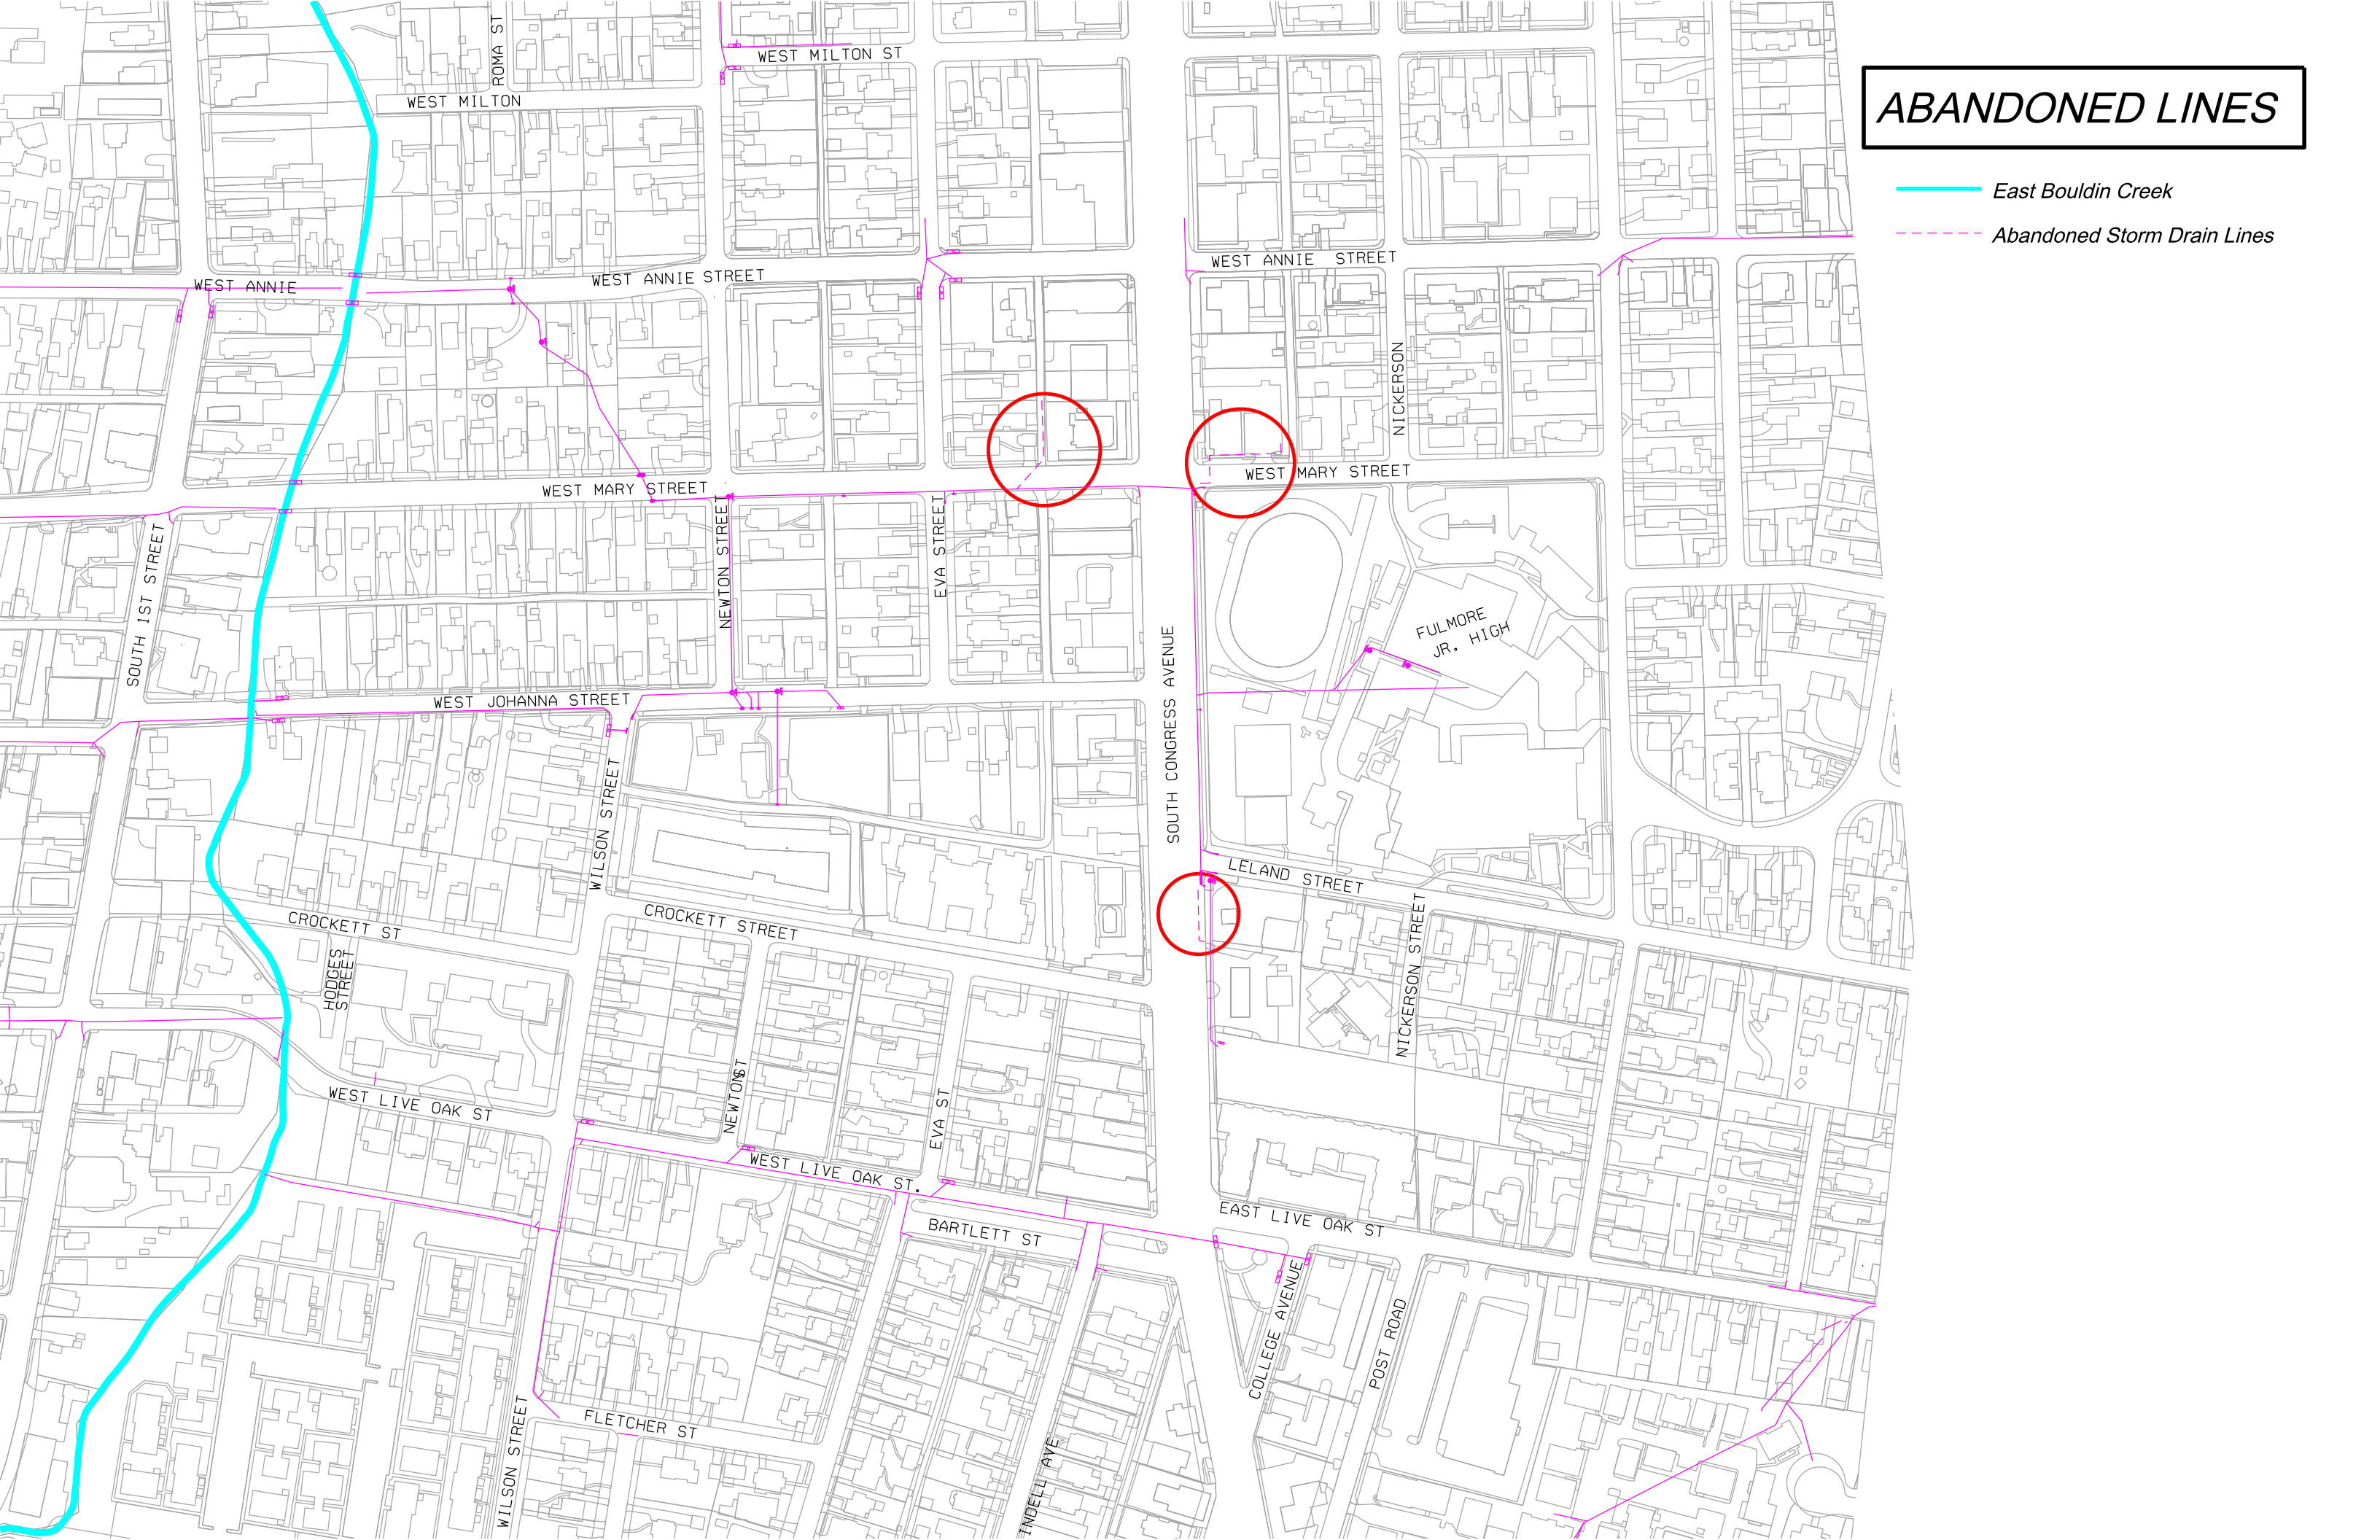 ROMA ST
WEST MILTON ST
WEST MILTON
ABANDONED LINES
East Bouldin Creek
Abandoned Storm Drain Lines
WEST ANNIE
WEST ANNIE STREET
WEST ANNIE STREET
NICKERSON
WEST MARY STREET
WEST MARY STREET
SOUTH 1ST STREET
NEWTON STREET
EVA STREET
FULMORE
JR. HIGH
SOUTH CONGRESS AVENUE
WEST JOHANNA STREET
WILSON STREET
LELAND STREET
CROCKETT ST
CROCKETT STREET
HODGES
STREET
NICKERSON STREET
WEST LIVE OAK ST
NEWTON
ST
EVA ST
WEST LIVE OAK ST.
BARTLETT ST
EAST LIVE OAK ST
COLLEGE AVENUE
POST ROAD
FLETCHER ST
WILSON STREET
INDELL AVE